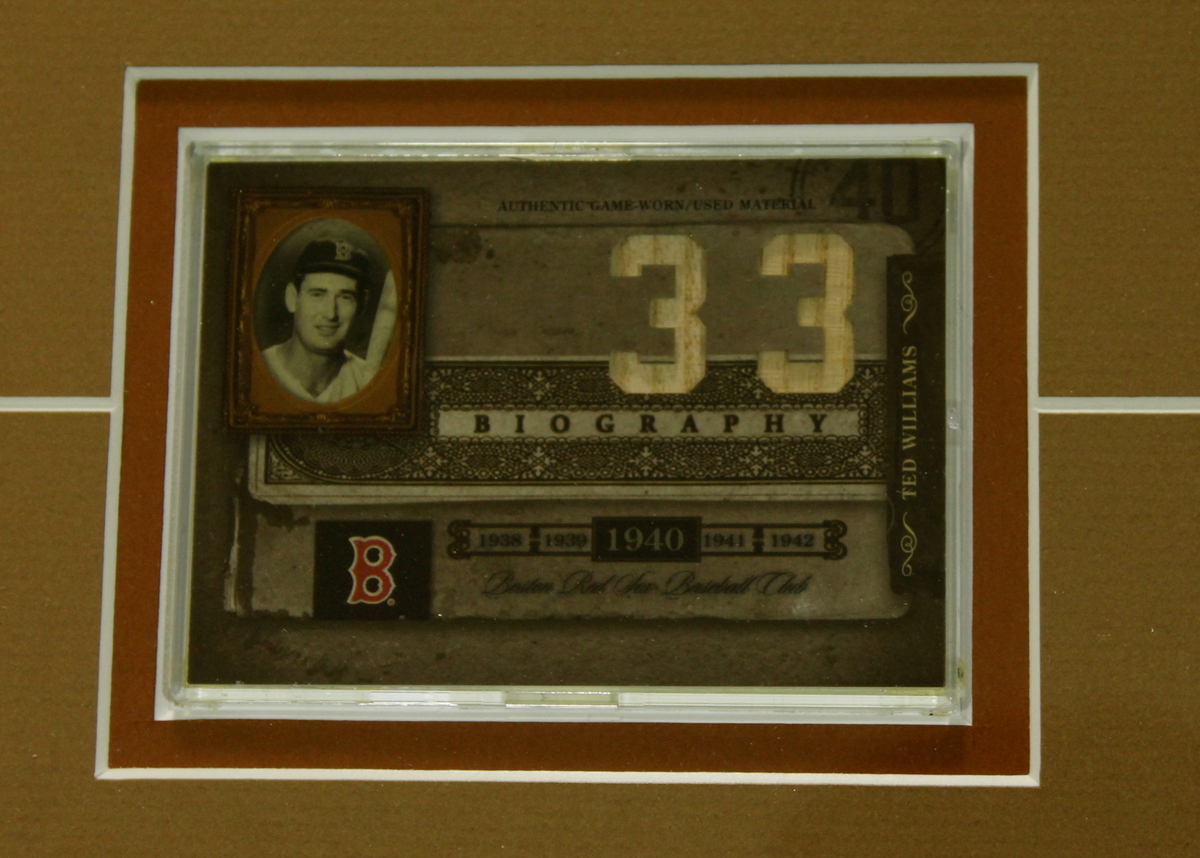 AUTHENTIC GAME-WORN/USED MATERIAL
40
33
BIOGRAPHY
TED WILLIAMS
1938 1939 1940 1941 1942
B
Boston Red Sox Baseball Club
B